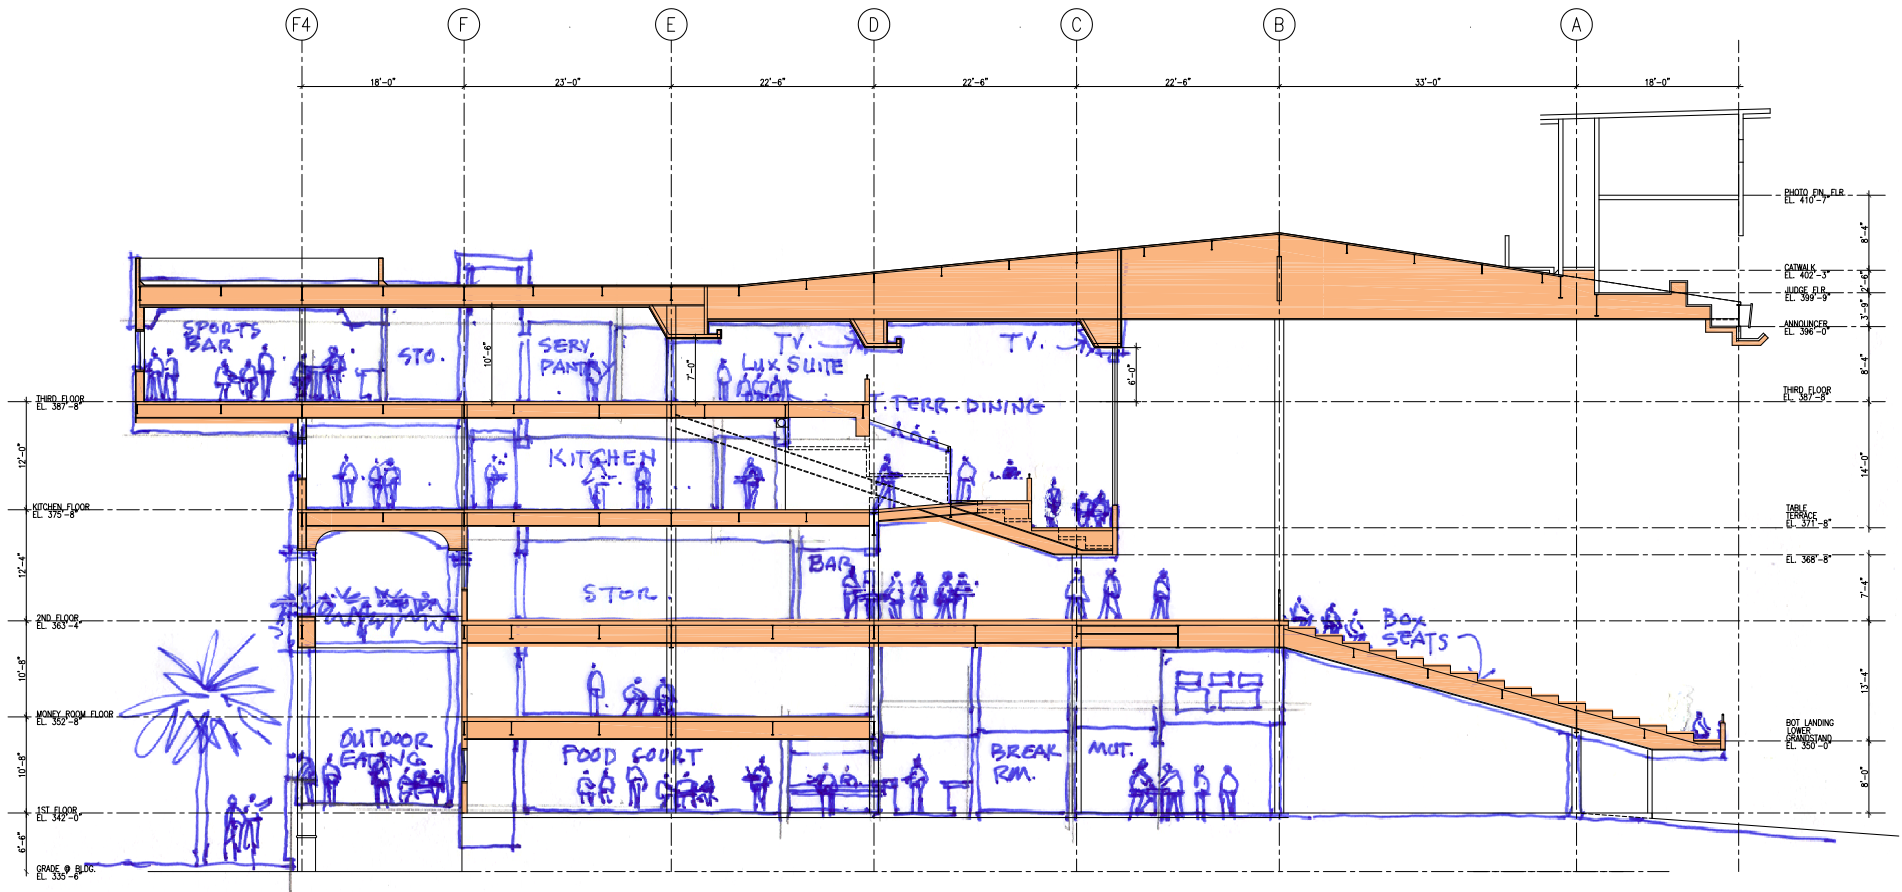 F4 F E D C B A
18'-0" 23'-0" 22'-6" 22'-6" 22'-6" 33'-0" 18'-0"
PHOTO FIN. FLR
EL. 410'-7"
8'-4"
CATWALK
EL. 402'-3"
2'-6"
JUDGE FLR.
EL. 399'-9"
3'-9"
ANNOUNCER
EL. 396'-0"
8'-4"
SPORTS
BAR
STO.
10'-6"
SERV.
PANTRY
7'-0"
TV.
LUX SUITE
TV.
6'-0"
THIRD FLOOR
EL. 387'-8"
THIRD FLOOR
EL. 387'-8"
T. TERR. DINING
12'-0"
KITCHEN
14'-0"
KITCHEN FLOOR
EL. 375'-8"
TABLE
TERRACE
EL. 371'-8"
12'-4"
EL. 368'-8"
BAR
STOR.
7'-4"
2ND FLOOR
EL. 363'-4"
BOX
SEATS
10'-8"
13'-4"
MONEY ROOM FLOOR
EL. 352'-8"
BOT LANDING
LOWER
GRANDSTAND
EL. 350'-0"
OUTDOOR
EATING
FOOD COURT
BREAK
RM.
MUT.
10'-8"
8'-0"
1ST FLOOR
EL. 342'-0"
6'-6"
GRADE @ BLDG.
EL. 335'-6"